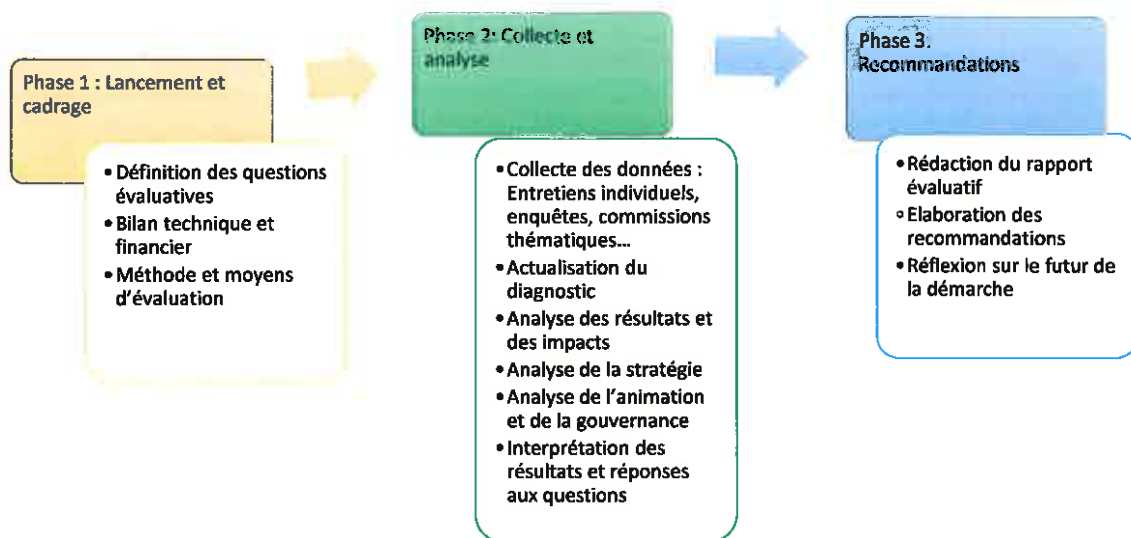 Phase 1 : Lancement et
cadrage
• Définition des questions
évaluatives
• Bilan technique et
financier
• Méthode et moyens
d'évaluation
Phase 2: Collecte et
analyse
• Collecte des données :
Entretiens individuels,
enquêtes, commissions
thématiques...
• Actualisation du
diagnostic
• Analyse des résultats et
des impacts
• Analyse de la stratégie
• Analyse de l'animation
et de la gouvernance
• Interprétation des
résultats et réponses
aux questions
Phase 3:
Recommandations
• Rédaction du rapport
évaluatif
• Elaboration des
recommandations
• Réflexion sur le futur de
la démarche